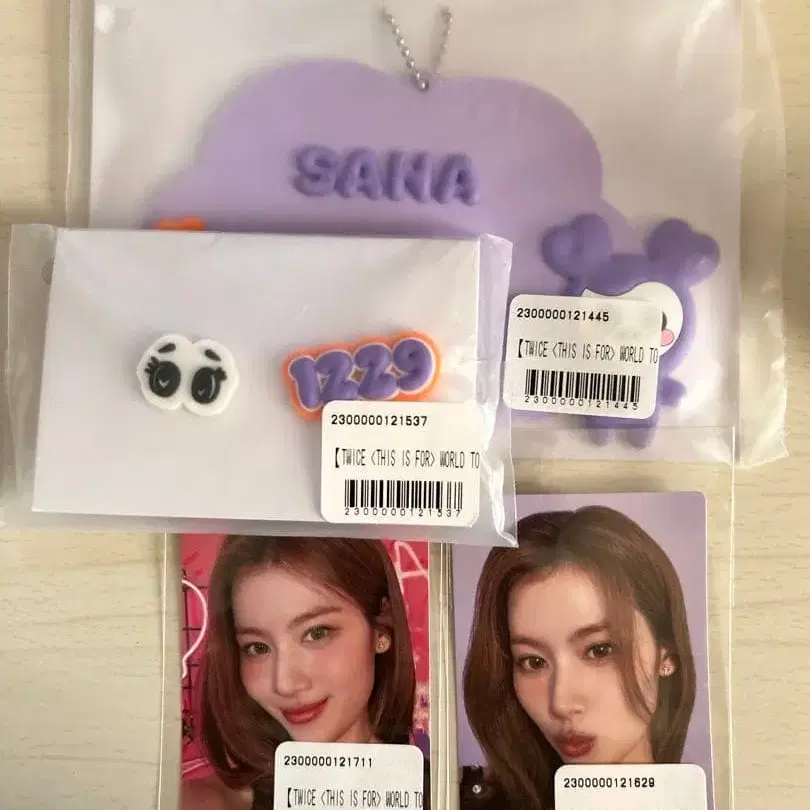 SANA
2300000121445
【TWICE <THIS IS FOR> WORLD TO
2300000121445
1229
2300000121537
【TWICE <THIS IS FOR> WORLD TO
2300000121537
2300000121711
【TWICE <THIS IS FOR> WORLD TO
2300000121629